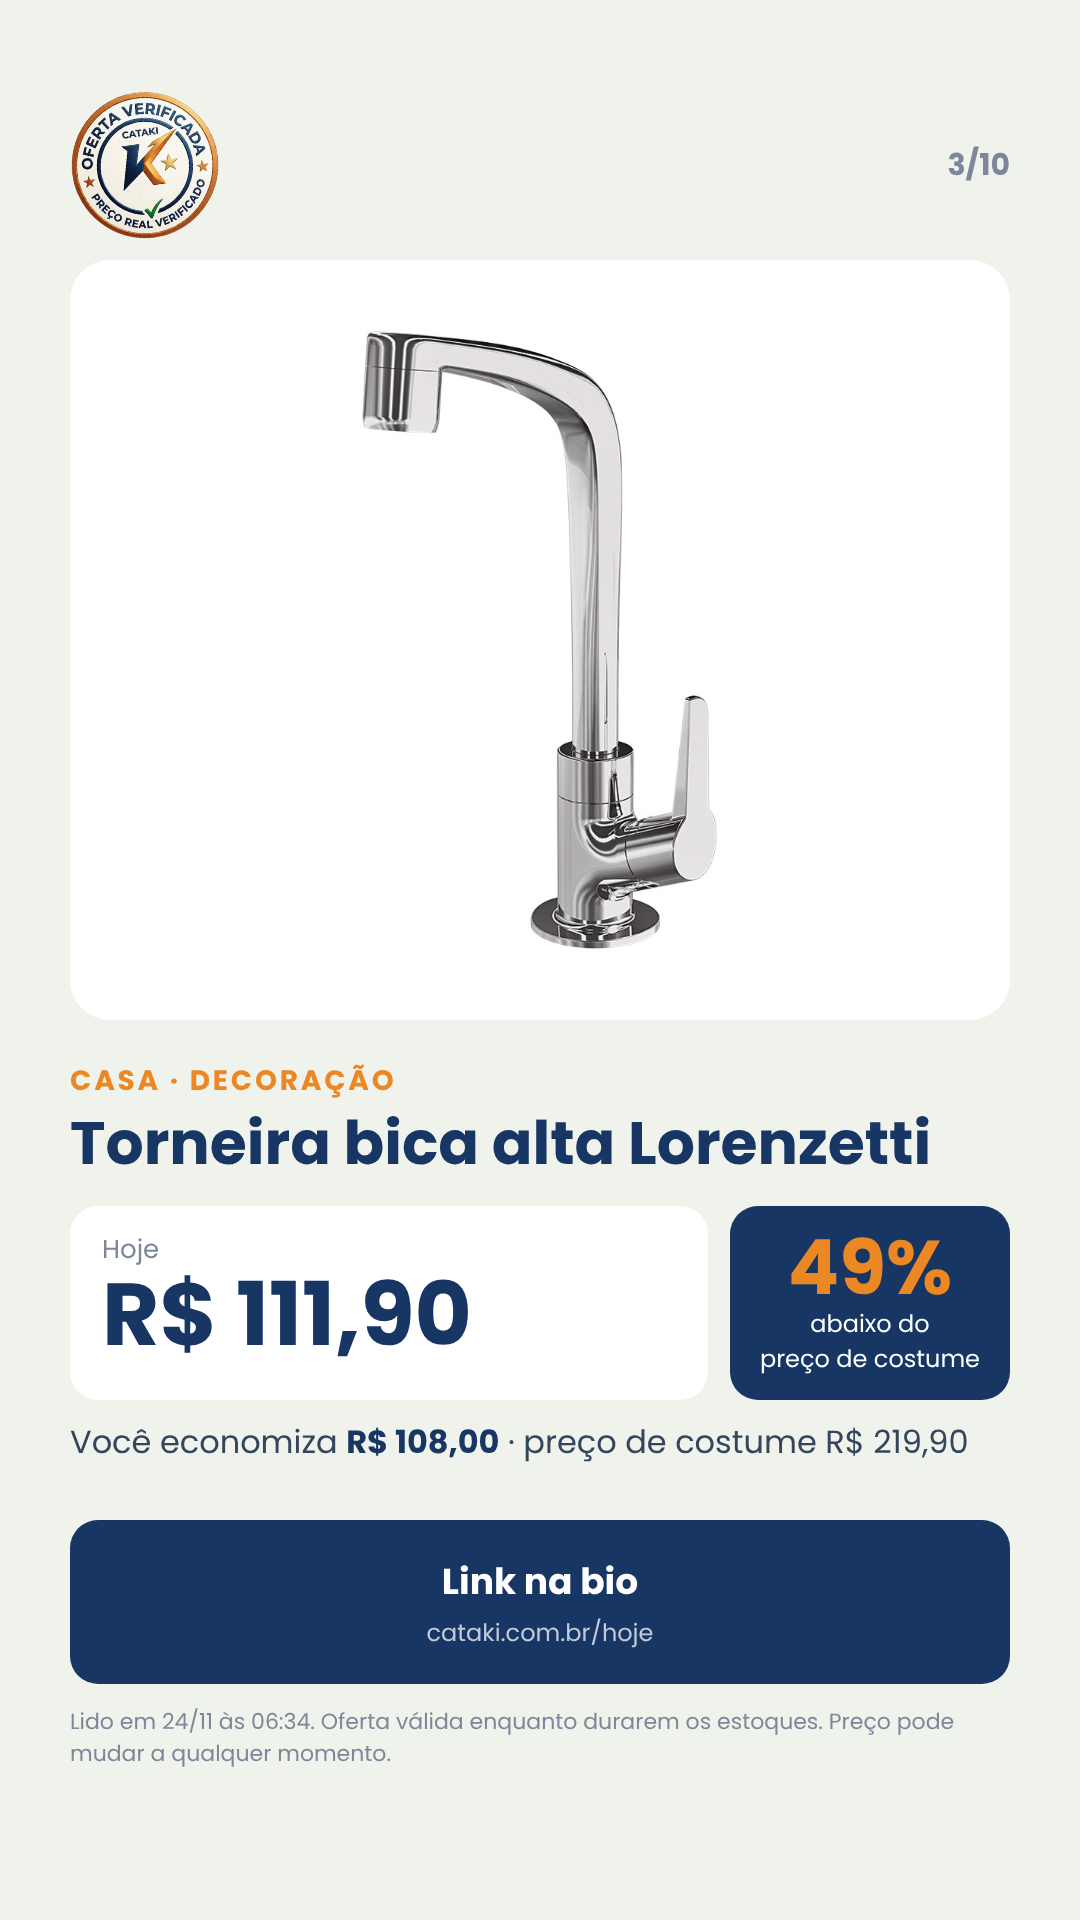 OFERTA VERIFICADA
CATAKI
K
PREÇO REAL VERIFICADO
3/10
CASA · DECORAÇÃO
Torneira bica alta Lorenzetti
Hoje
R$ 111,90
49%
abaixo do
preço de costume
Você economiza R$ 108,00 · preço de costume R$ 219,90
Link na bio
cataki.com.br/hoje
Lido em 24/11 às 06:34. Oferta válida enquanto durarem os estoques. Preço pode
mudar a qualquer momento.